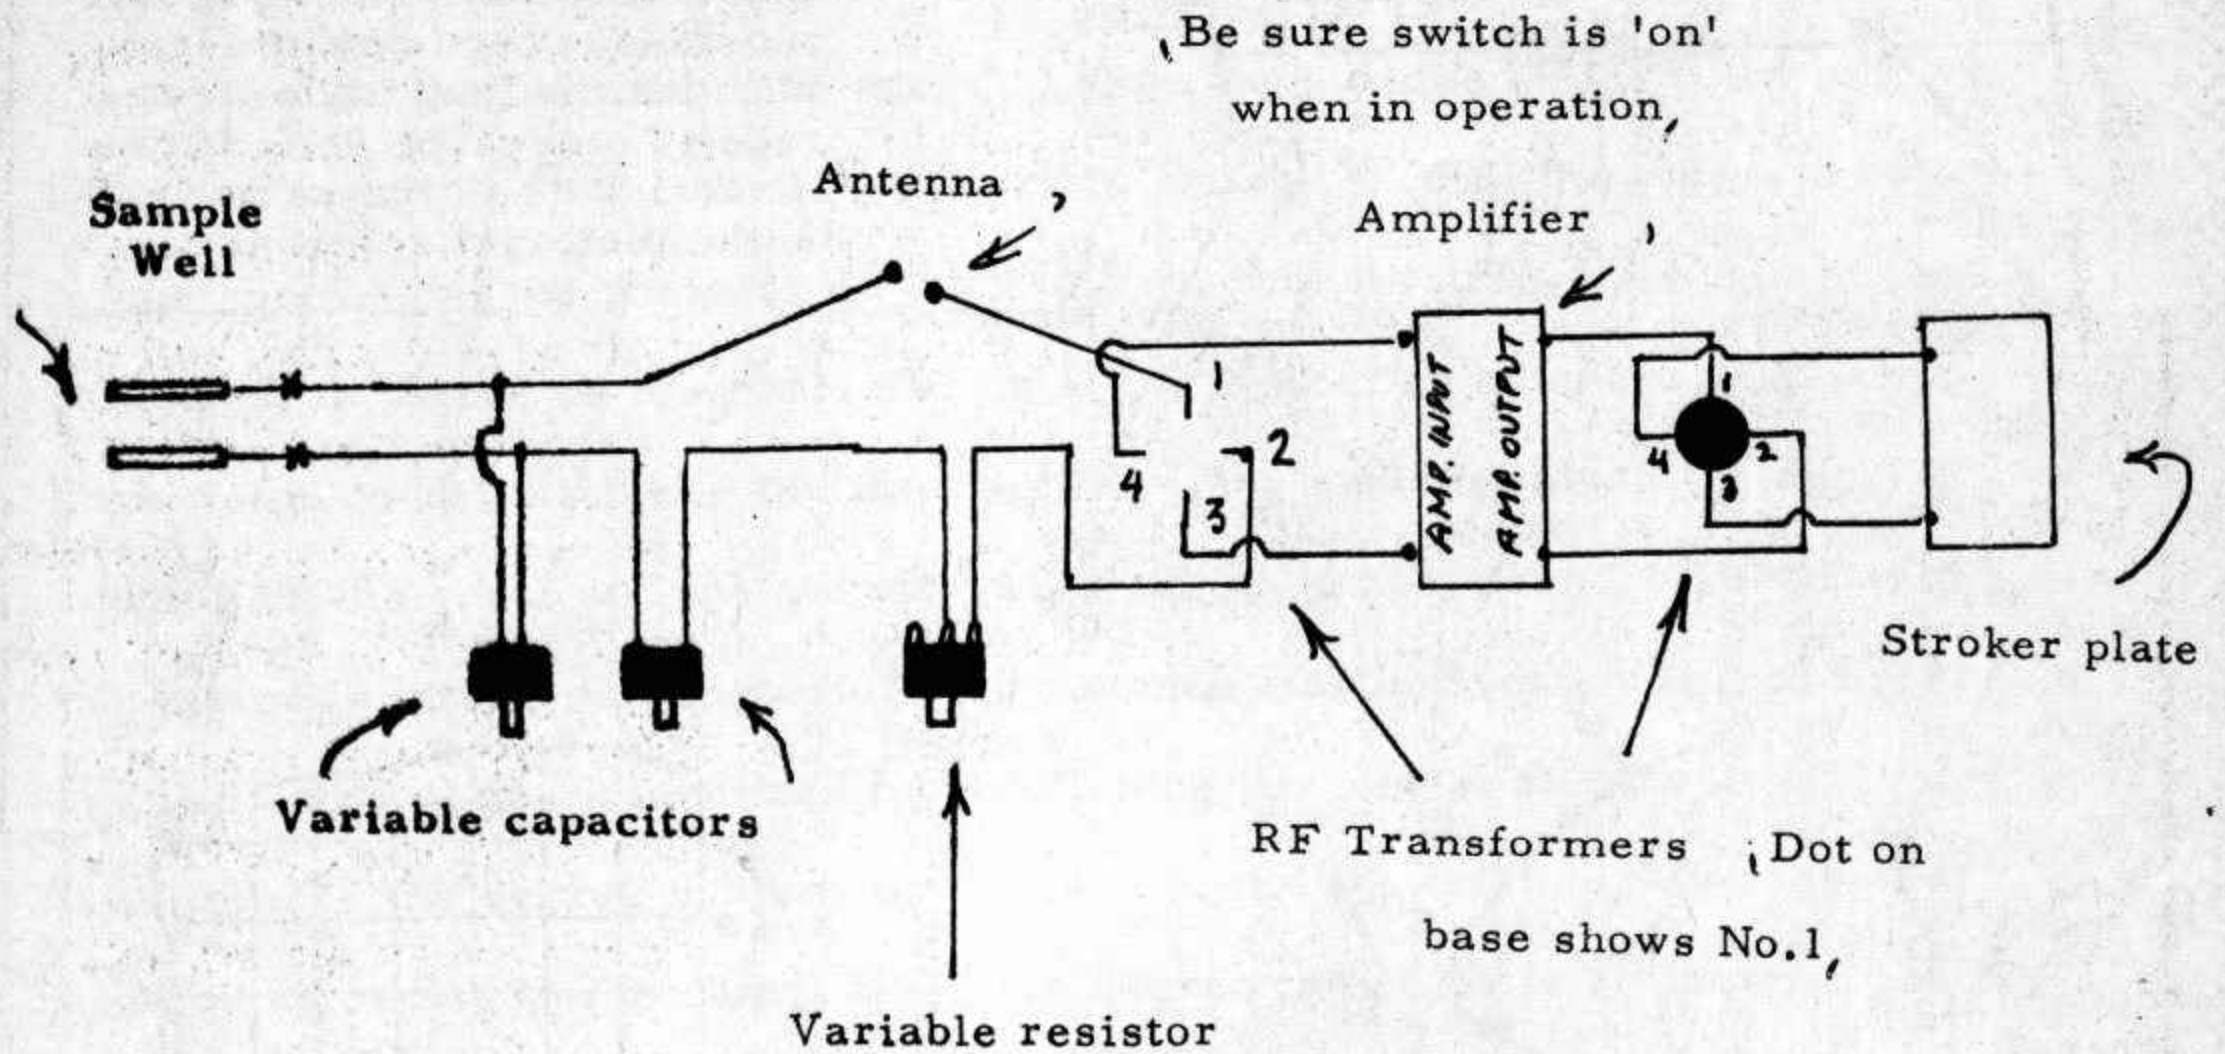 Be sure switch is 'on'
when in operation,
Antenna ,
Amplifier ,
Sample
Well
1
2
3
4
AMP. INPUT
AMP. OUTPUT
1
2
3
4
Stroker plate
Variable capacitors
RF Transformers , Dot on
base shows No.1,
Variable resistor